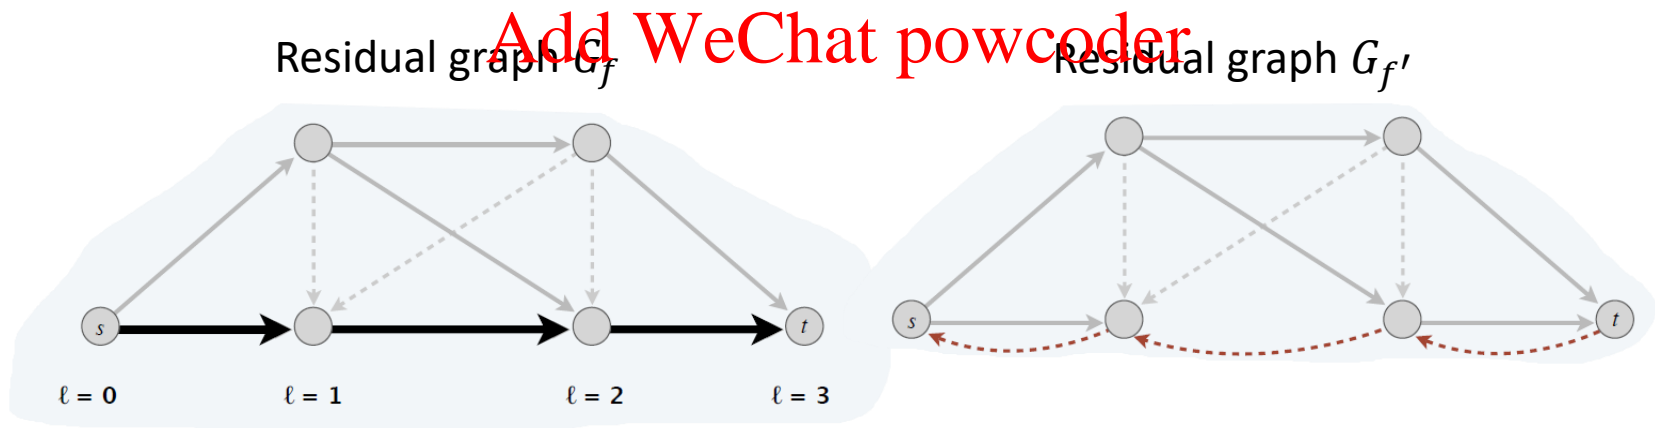 Add WeChat powcoder
Residual graph G_f
Residual graph G_f′
s
t
s
t
ℓ = 0
ℓ = 1
ℓ = 2
ℓ = 3